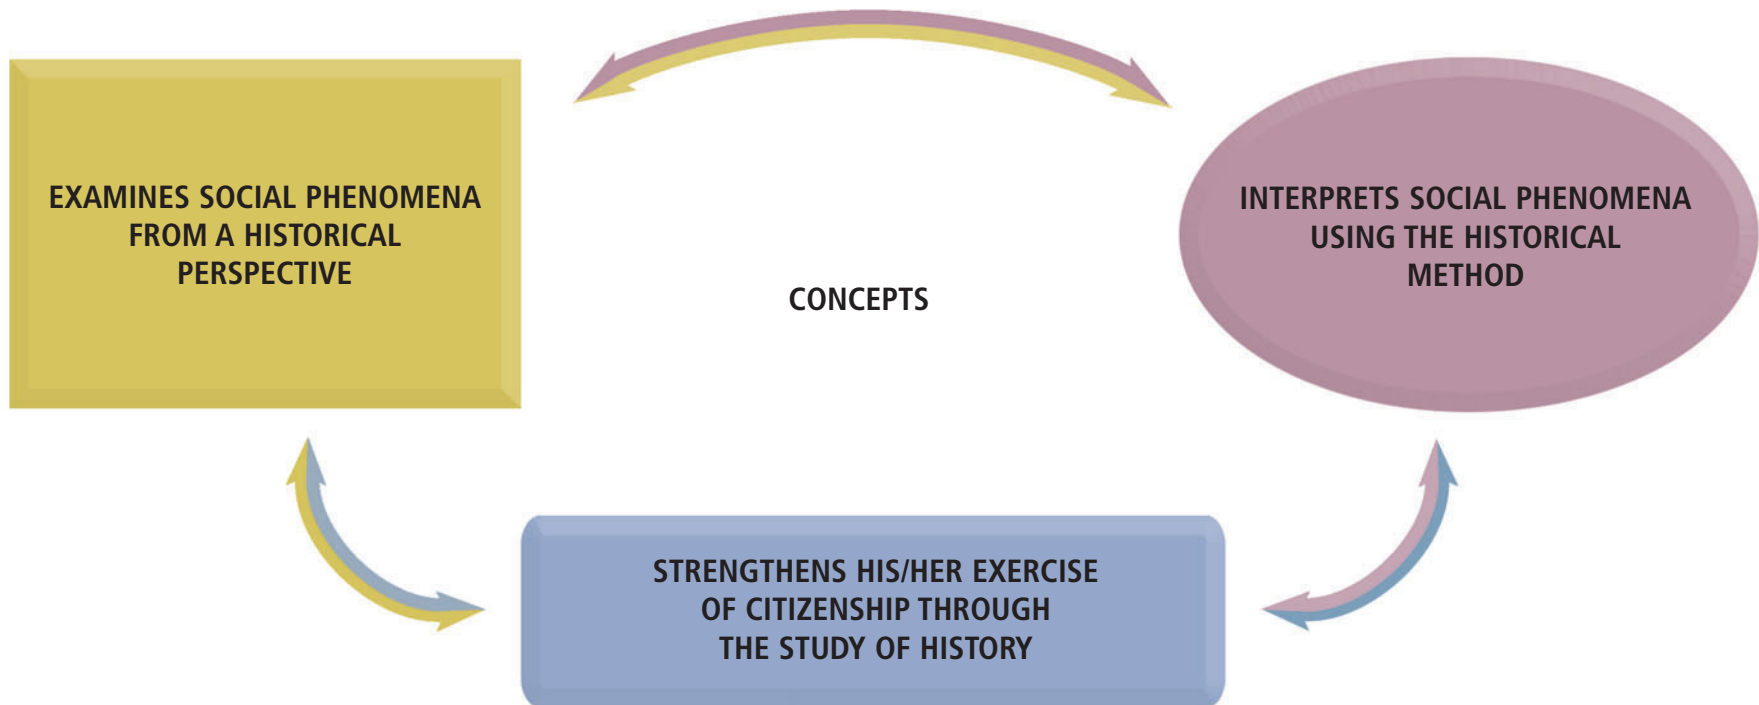 EXAMINES SOCIAL PHENOMENA
FROM A HISTORICAL
PERSPECTIVE
INTERPRETS SOCIAL PHENOMENA
USING THE HISTORICAL
METHOD
CONCEPTS
STRENGTHENS HIS/HER EXERCISE
OF CITIZENSHIP THROUGH
THE STUDY OF HISTORY